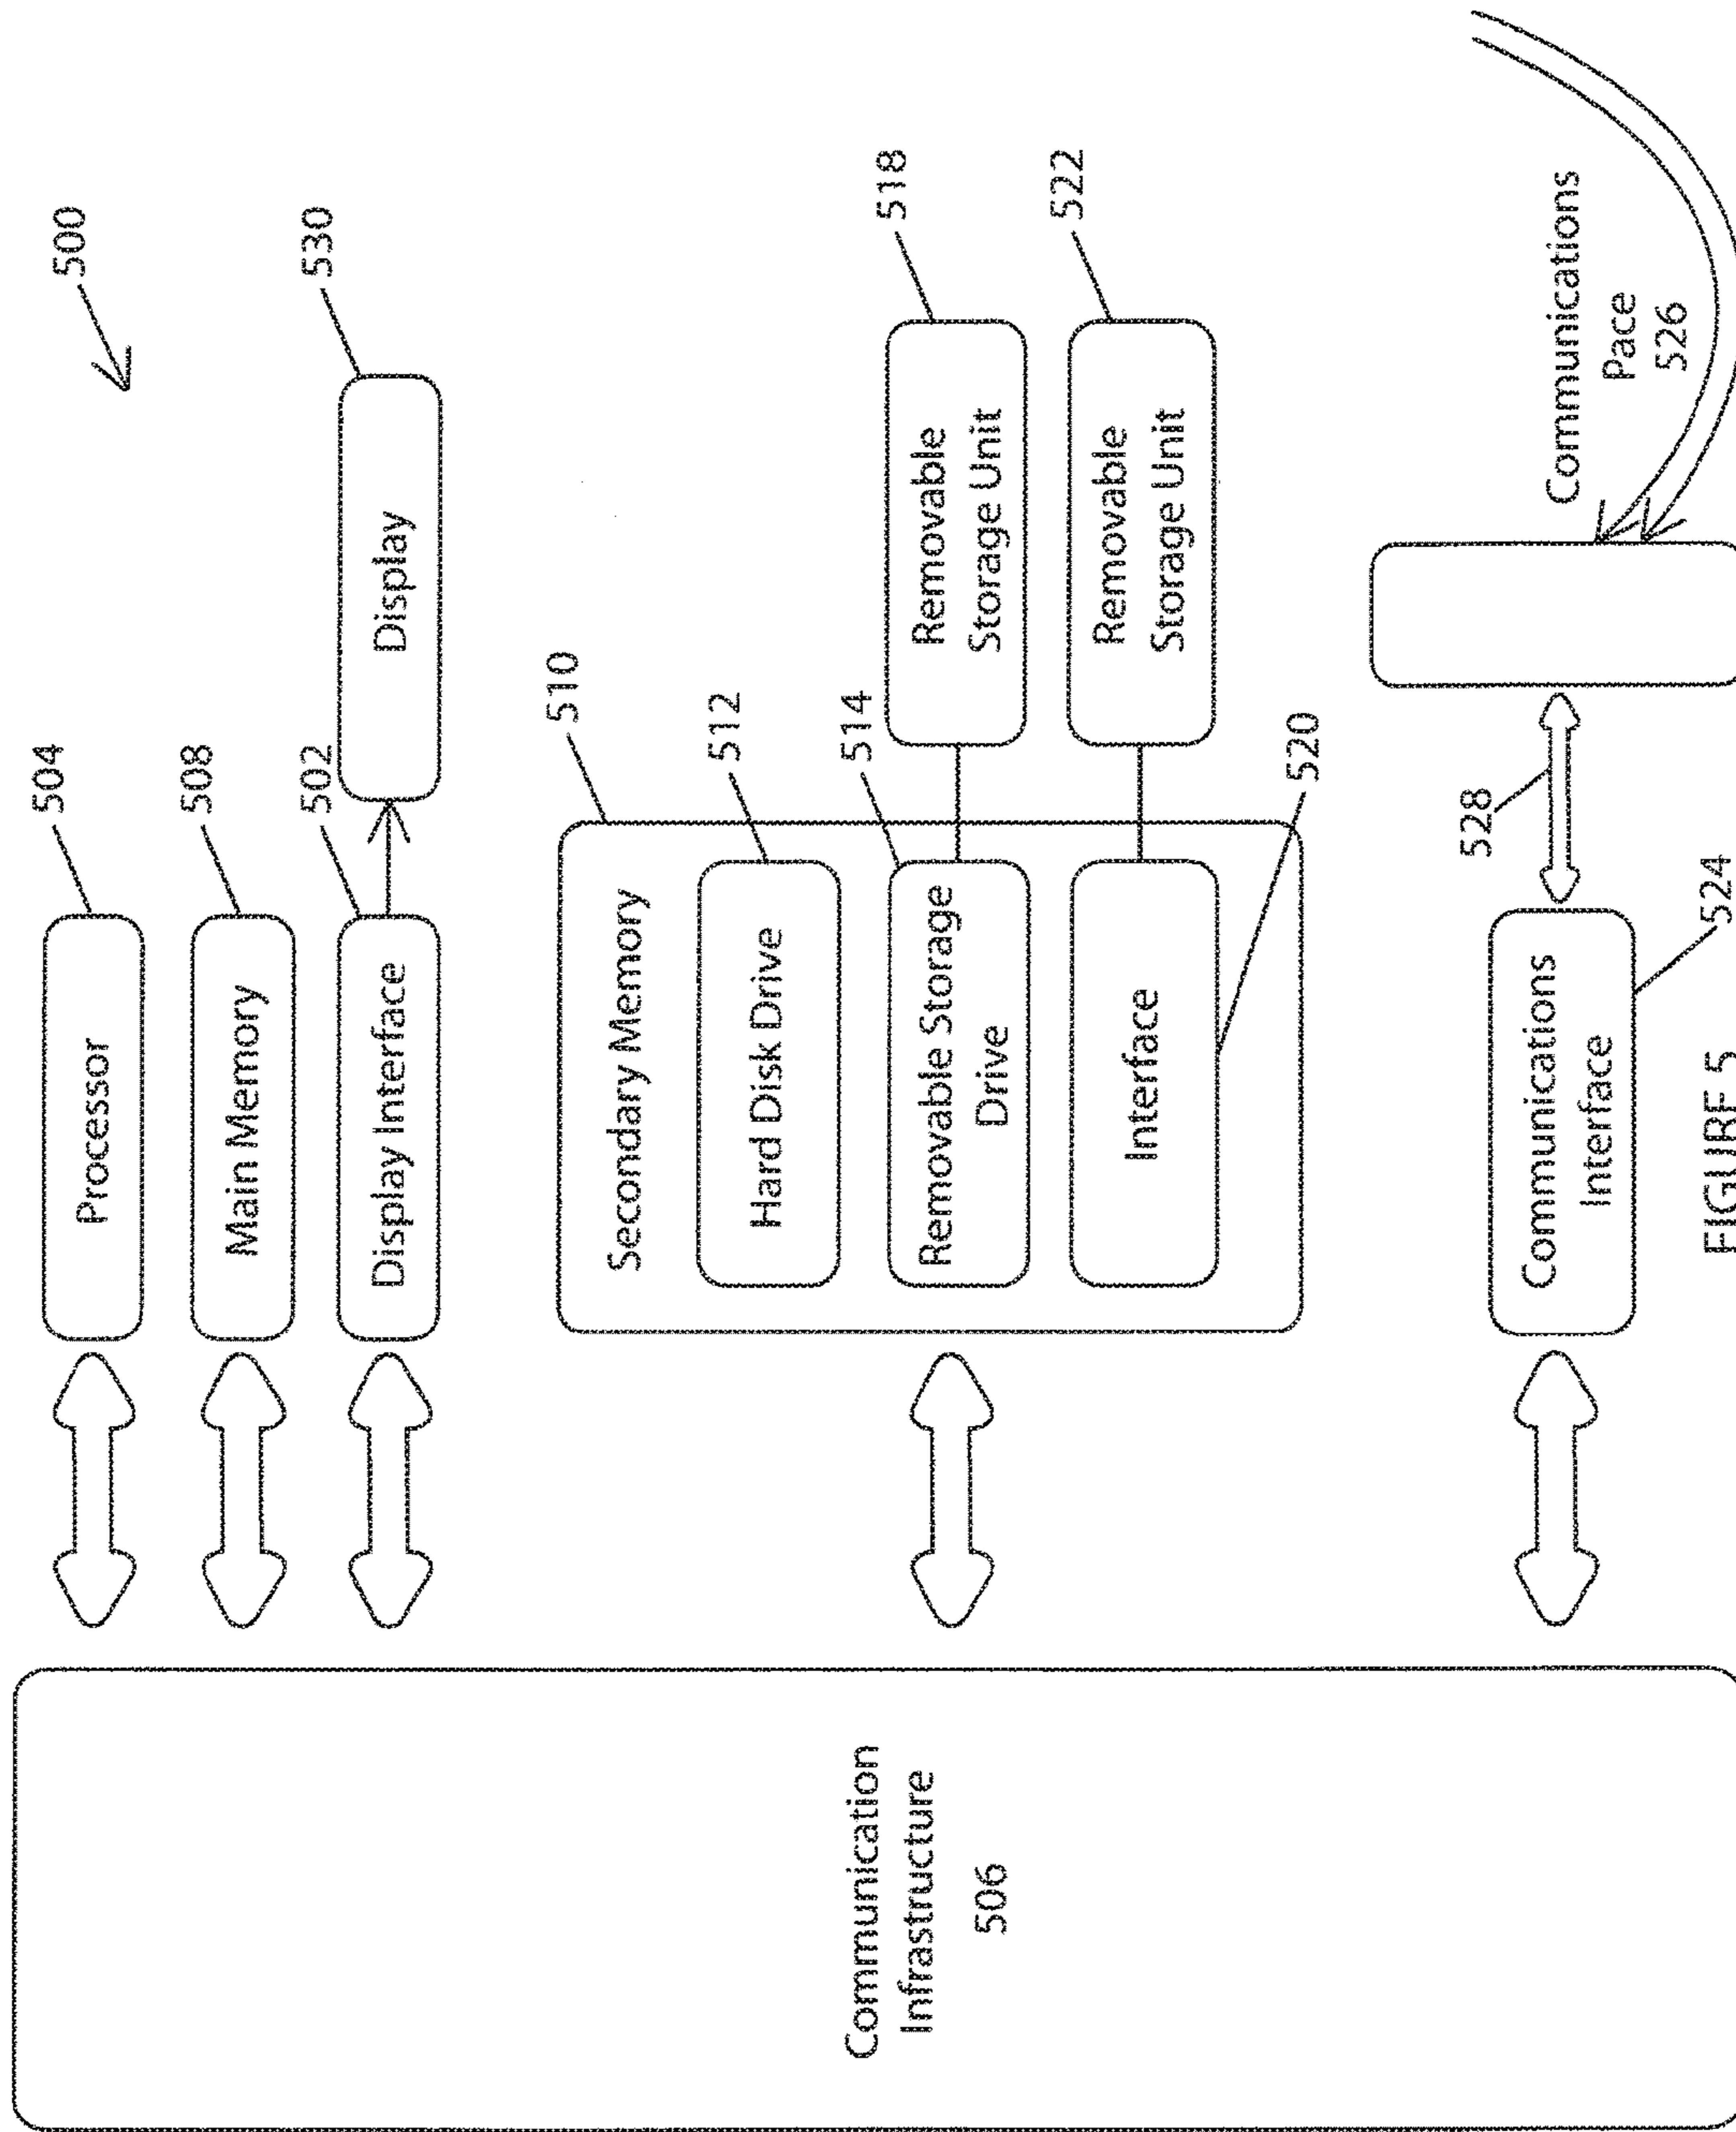 500
Processor
504
Main Memory
508
Display Interface
502
Display
530
Communication
Infrastructure
506
Secondary Memory
510
Hard Disk Drive
512
Removable Storage
Drive
514
Removable
Storage Unit
518
Interface
520
Removable
Storage Unit
522
Communications
Interface
524
528
Communications
Pace
526
FIGURE 5